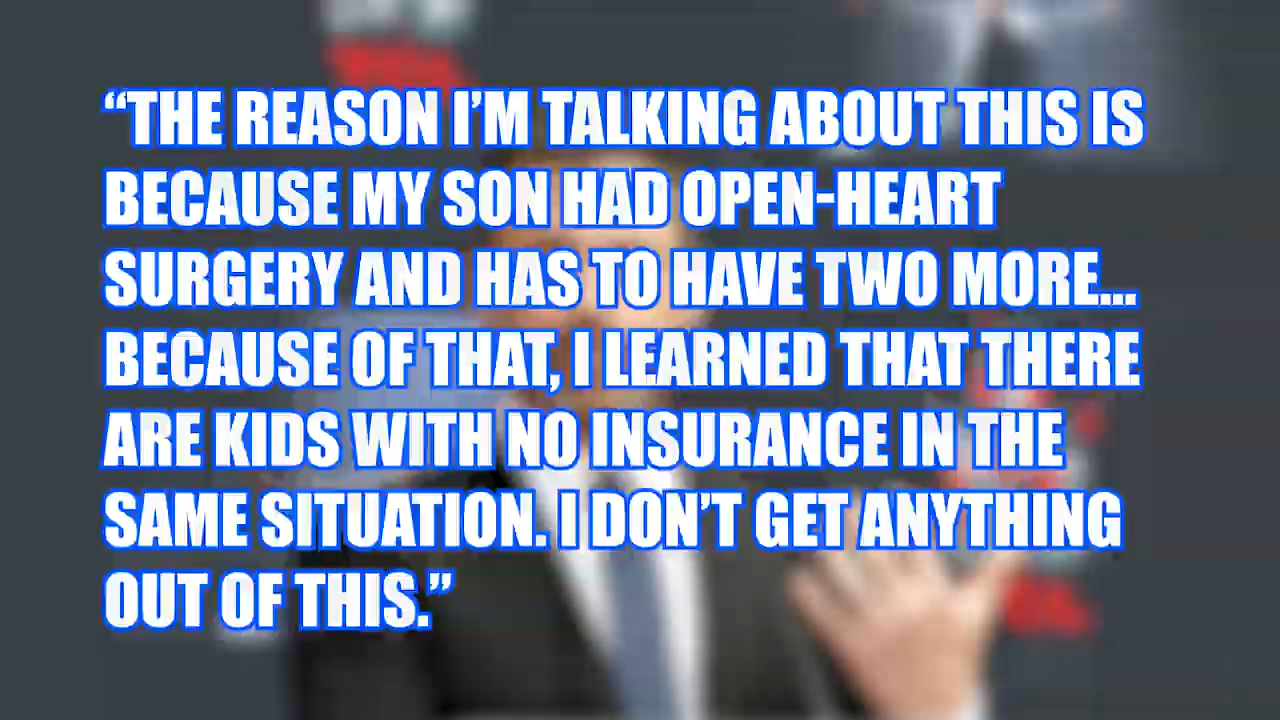 “THE REASON I’M TALKING ABOUT THIS IS
BECAUSE MY SON HAD OPEN-HEART
SURGERY AND HAS TO HAVE TWO MORE...
BECAUSE OF THAT, I LEARNED THAT THERE
ARE KIDS WITH NO INSURANCE IN THE
SAME SITUATION. I DON’T GET ANYTHING
OUT OF THIS.”